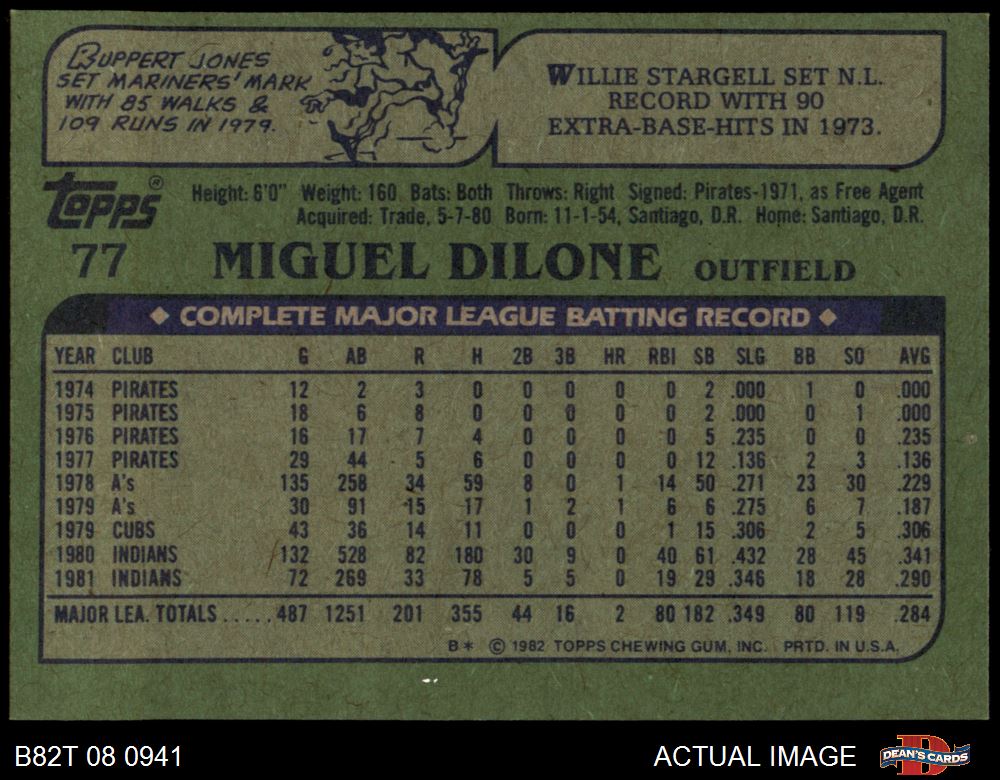 RUPPERT JONES
SET MARINERS' MARK
WITH 85 WALKS &
109 RUNS IN 1979.
WILLIE STARGELL SET N.L.
RECORD WITH 90
EXTRA-BASE-HITS IN 1973.
TOPPS®
Height: 6'0" Weight: 160 Bats: Both Throws: Right Signed: Pirates-1971, as Free Agent
Acquired: Trade, 5-7-80 Born: 11-1-54, Santiago, D.R. Home: Santiago, D.R.
77 MIGUEL DILONE OUTFIELD
◆ COMPLETE MAJOR LEAGUE BATTING RECORD ◆
YEAR CLUB G AB R H 2B 3B HR RBI SB SLG BB SO AVG
1974 PIRATES 12 2 3 0 0 0 0 0 2 .000 1 0 .000
1975 PIRATES 18 6 8 0 0 0 0 0 2 .000 0 1 .000
1976 PIRATES 16 17 7 4 0 0 0 0 5 .235 0 0 .235
1977 PIRATES 29 44 5 6 0 0 0 0 12 .136 2 3 .136
1978 A's 135 258 34 59 8 0 1 14 50 .271 23 30 .229
1979 A's 30 91 15 17 1 2 1 6 6 .275 6 7 .187
1979 CUBS 43 36 14 11 0 0 0 1 15 .306 2 5 .306
1980 INDIANS 132 528 82 180 30 9 0 40 61 .432 28 45 .341
1981 INDIANS 72 269 33 78 5 5 0 19 29 .346 18 28 .290
MAJOR LEA. TOTALS.....487 1251 201 355 44 16 2 80 182 .349 80 119 .284
B* © 1982 TOPPS CHEWING GUM, INC. PRTD. IN U.S.A.
B82T 08 0941 ACTUAL IMAGE DEAN'S CARDS